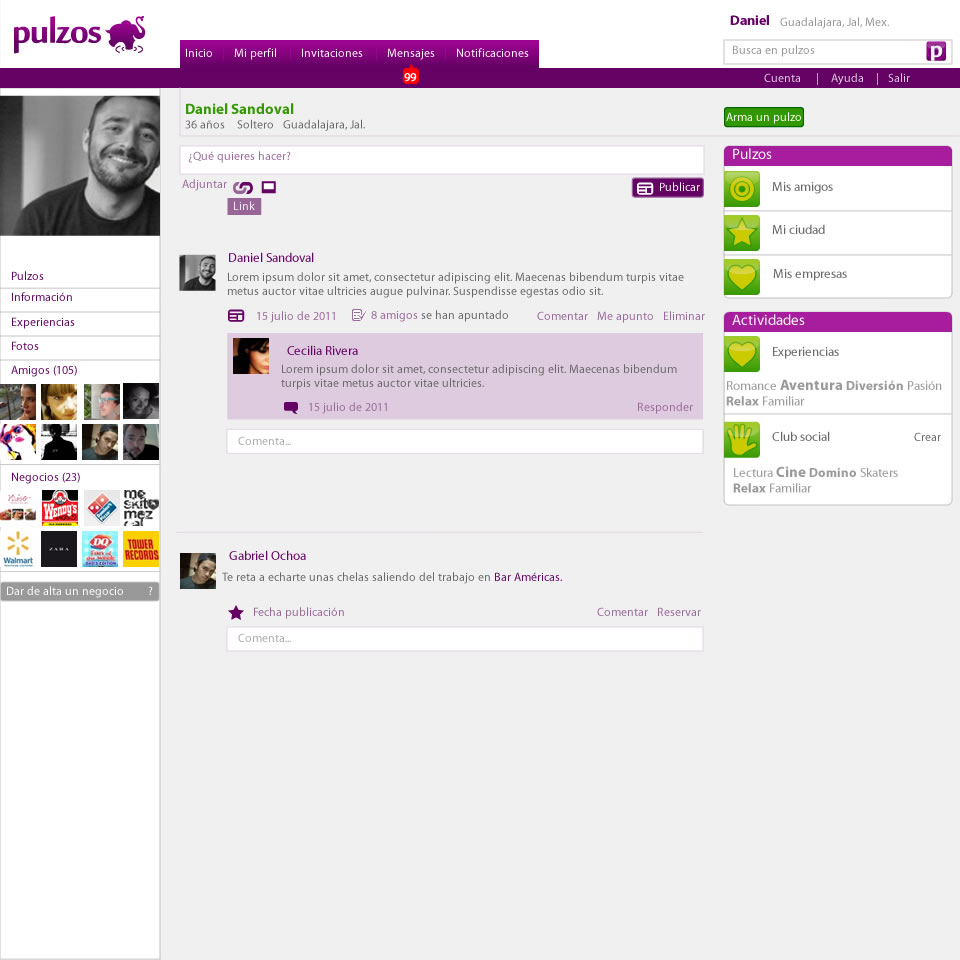 pulzos
Daniel Guadalajara, Jal, Mex.
Inicio Mi perfil Invitaciones Mensajes Notificaciones
Busca en pulzos
p
99
Cuenta | Ayuda | Salir
Daniel Sandoval
36 años Soltero Guadalajara, Jal.
Arma un pulzo
¿Qué quieres hacer?
Adjuntar
Link
Publicar
Pulzos
Mis amigos
Mi ciudad
Mis empresas
Actividades
Experiencias
Romance Aventura Diversión Pasión
Relax Familiar
Club social Crear
Lectura Cine Domino Skaters
Relax Familiar
Pulzos
Información
Experiencias
Fotos
Amigos (105)
Negocios (23)
Wendy's
Domino's Pizza
me
skito
mez
cal
Walmart
ZARA
DQ
TOWER
RECORDS
Dar de alta un negocio ?
Daniel Sandoval
Lorem ipsum dolor sit amet, consectetur adipiscing elit. Maecenas bibendum turpis vitae
metus auctor vitae ultricies augue pulvinar. Suspendisse egestas odio sit.
15 julio de 2011 8 amigos se han apuntado Comentar Me apunto Eliminar
Cecilia Rivera
Lorem ipsum dolor sit amet, consectetur adipiscing elit. Maecenas bibendum
turpis vitae metus auctor vitae ultricies.
15 julio de 2011 Responder
Comenta...
Gabriel Ochoa
Te reta a echarte unas chelas saliendo del trabajo en Bar Américas.
Fecha publicación Comentar Reservar
Comenta...